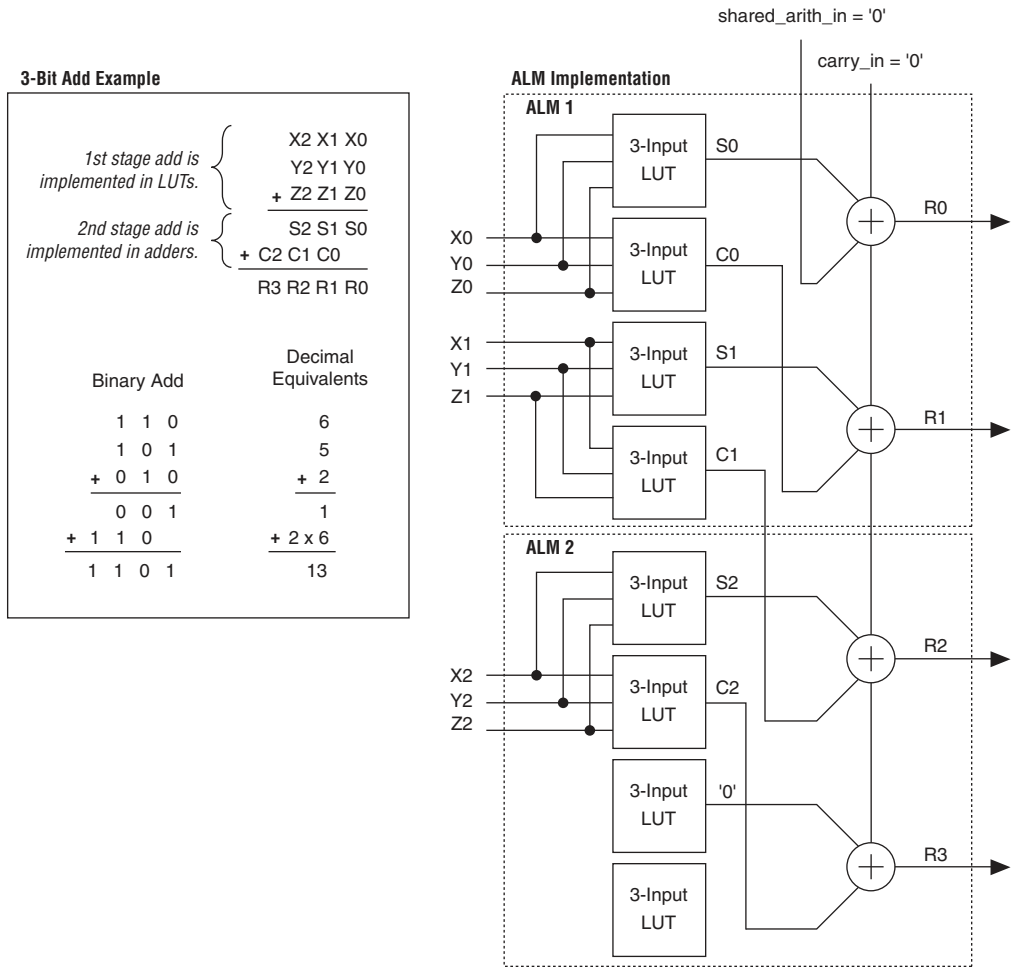 shared_arith_in = '0'
carry_in = '0'
3-Bit Add Example
1st stage add is
implemented in LUTs.
X2 X1 X0
Y2 Y1 Y0
+ Z2 Z1 Z0
2nd stage add is
implemented in adders.
S2 S1 S0
+ C2 C1 C0
R3 R2 R1 R0
Binary Add
1 1 0
1 0 1
+ 0 1 0
0 0 1
+ 1 1 0
1 1 0 1
Decimal
Equivalents
6
5
+ 2
1
+ 2 x 6
13
ALM Implementation
ALM 1
3-Input
LUT
S0
R0
X0
Y0
Z0
3-Input
LUT
C0
X1
Y1
Z1
3-Input
LUT
S1
R1
3-Input
LUT
C1
ALM 2
3-Input
LUT
S2
R2
X2
Y2
Z2
3-Input
LUT
C2
3-Input
LUT
'0'
R3
3-Input
LUT